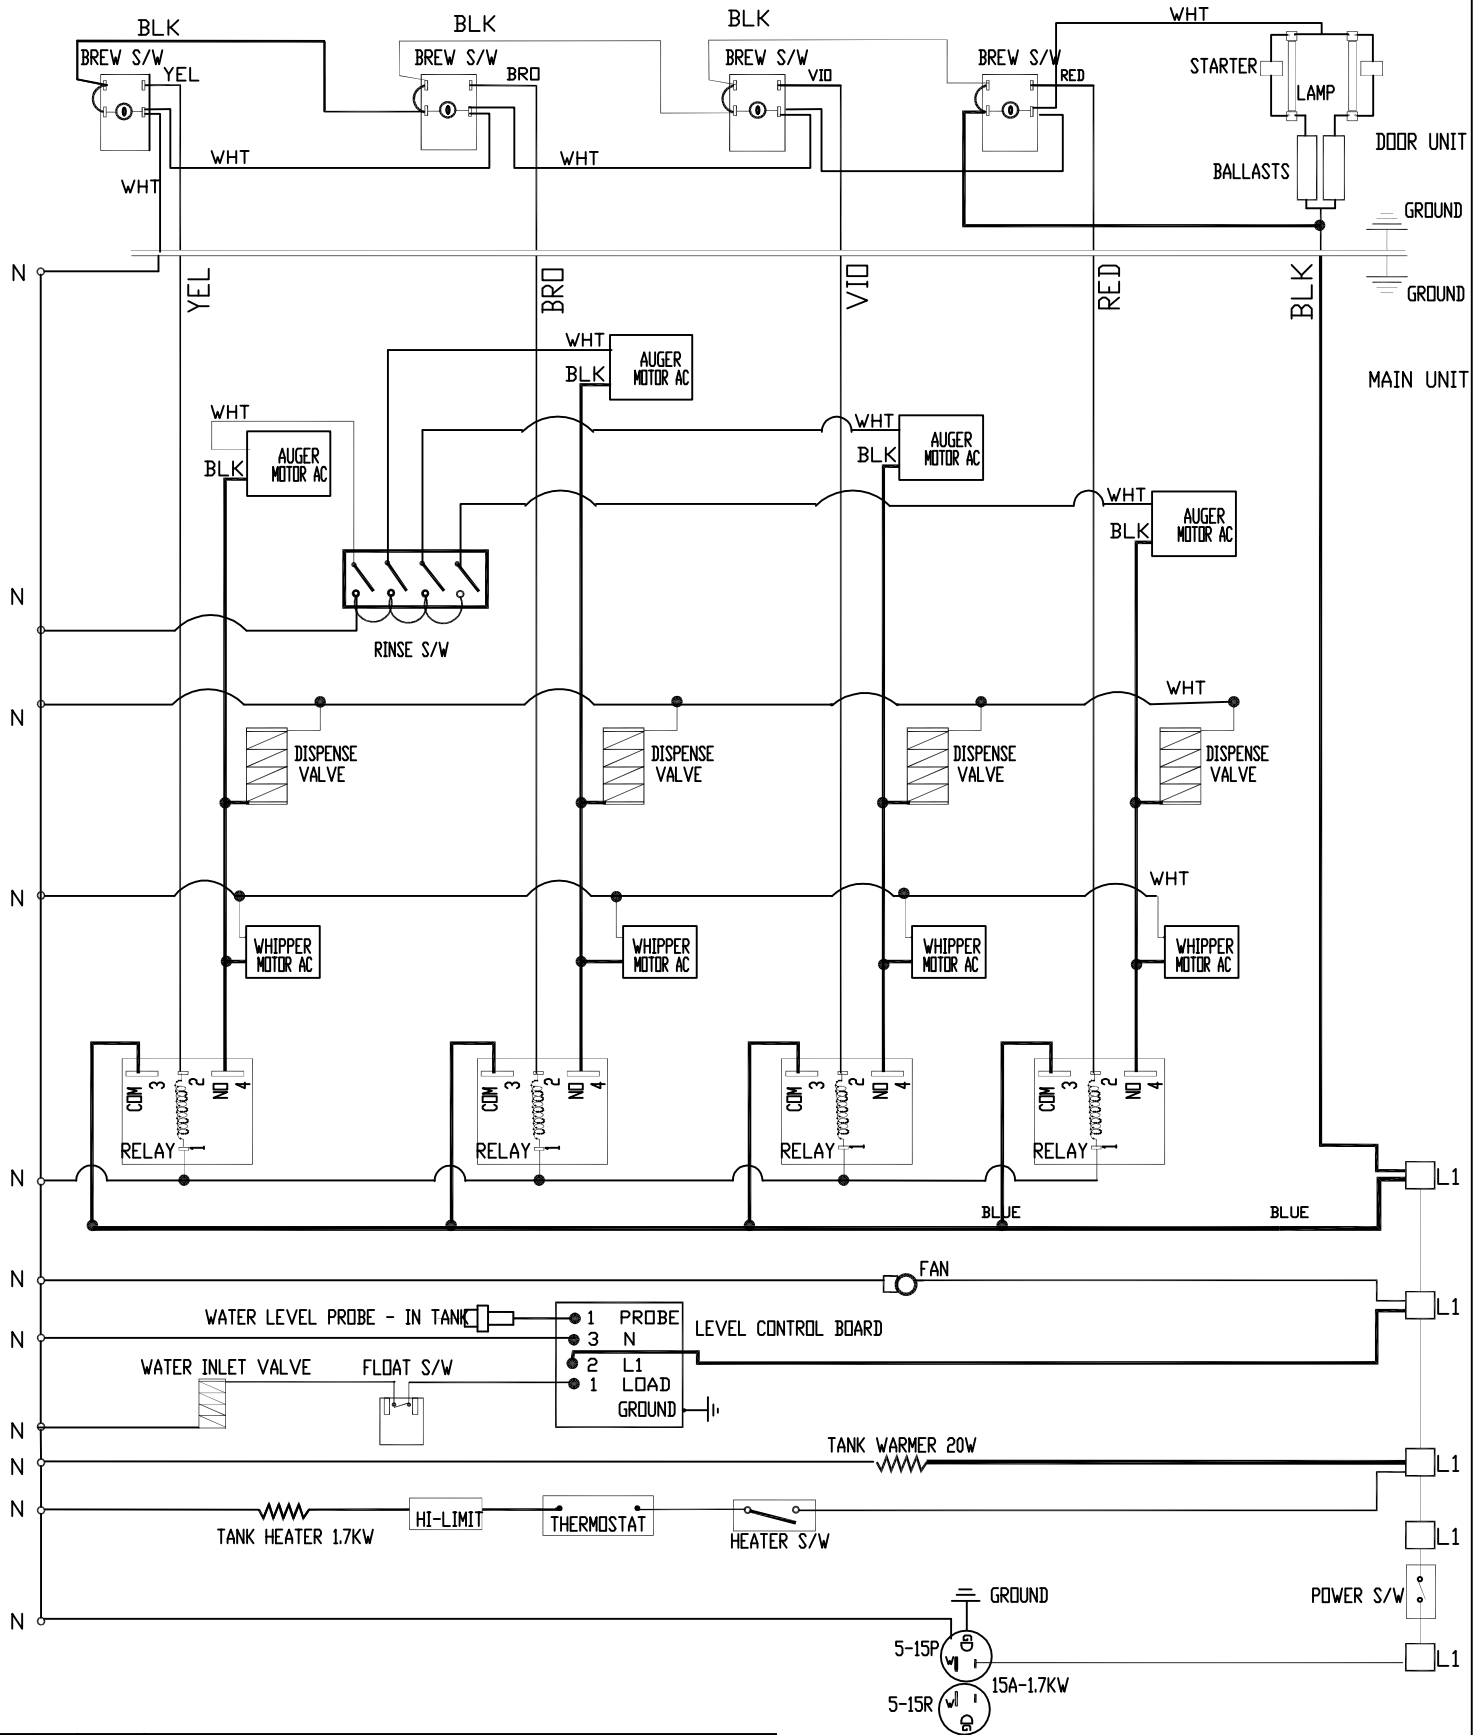 BLK
BLK
BLK
WHT
BREW S/W
BREW S/W
BREW S/W
BREW S/W
YEL
BRO
VIO
RED
STARTER
LAMP
WHT
WHT
WHT
BALLASTS
DOOR UNIT
GROUND
N
YEL
BRO
VIO
RED
BLK
GROUND
WHT
AUGER
MOTOR AC
BLK
MAIN UNIT
WHT
AUGER
MOTOR AC
BLK
WHT
AUGER
MOTOR AC
BLK
WHT
AUGER
MOTOR AC
BLK
N
RINSE S/W
WHT
N
DISPENSE
VALVE
DISPENSE
VALVE
DISPENSE
VALVE
DISPENSE
VALVE
N
WHT
WHIPPER
MOTOR AC
WHIPPER
MOTOR AC
WHIPPER
MOTOR AC
WHIPPER
MOTOR AC
COM 3 2 NO 4
RELAY 1
COM 3 2 NO 4
RELAY 1
COM 3 2 NO 4
RELAY 1
COM 3 2 NO 4
RELAY 1
N
L1
BLUE
BLUE
N
FAN
L1
WATER LEVEL PROBE - IN TANK
1 PROBE
LEVEL CONTROL BOARD
N
3 N
2 L1
WATER INLET VALVE
FLOAT S/W
1 LOAD
GROUND
N
TANK WARMER 20W
N
L1
N
TANK HEATER 1.7KW
HI-LIMIT
THERMOSTAT
HEATER S/W
L1
POWER S/W
GROUND
N
5-15P
GD
W
L1
15A-1.7KW
5-15R
W
GD